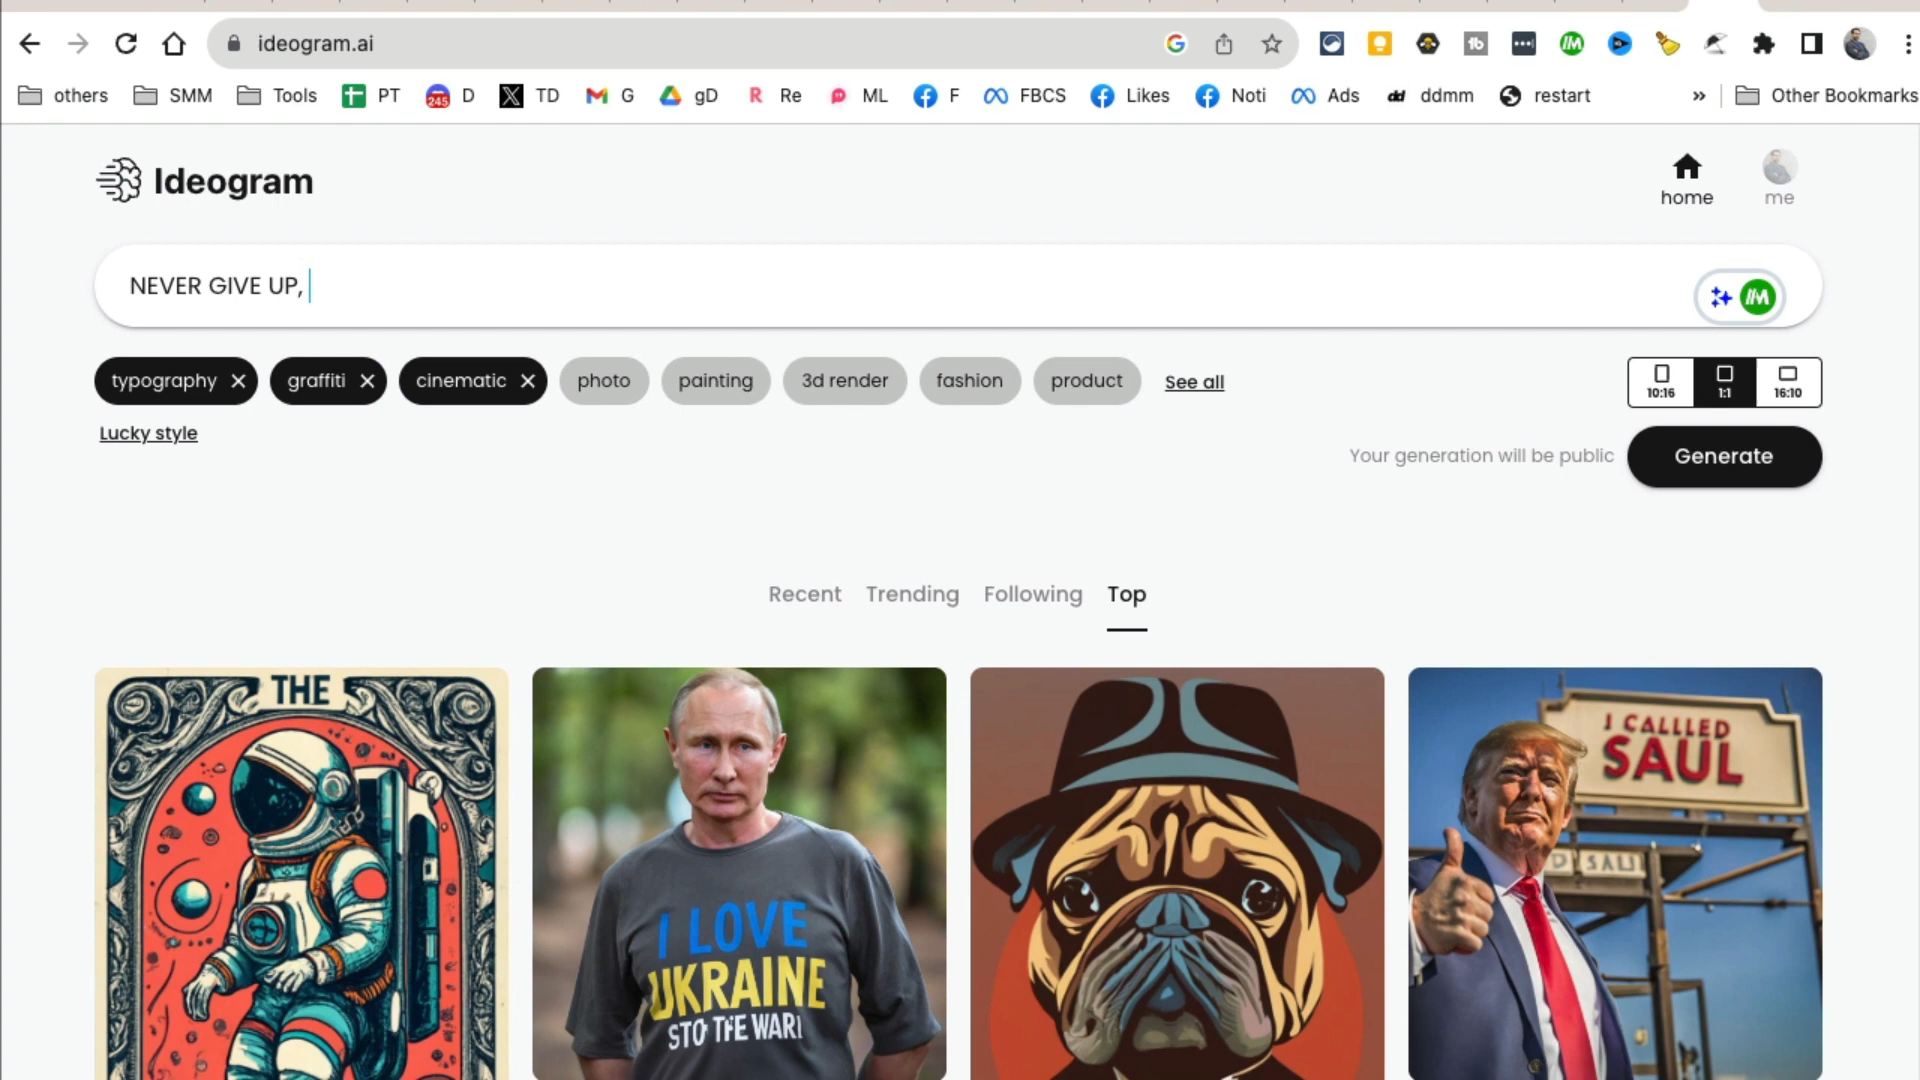 ideogram.ai
others SMM Tools PT 245 D TD G gD Re ML F FBCS Likes Noti Ads ddmm restart » Other Bookmarks
Ideogram
home me
NEVER GIVE UP,
typography graffiti cinematic photo painting 3d render fashion product See all
10:16 1:1 16:10
Lucky style
Your generation will be public Generate
Recent Trending Following Top
THE
I LOVE
UKRAINE
STO TFE WAR!
I CALLLED
SAUL
D SAU